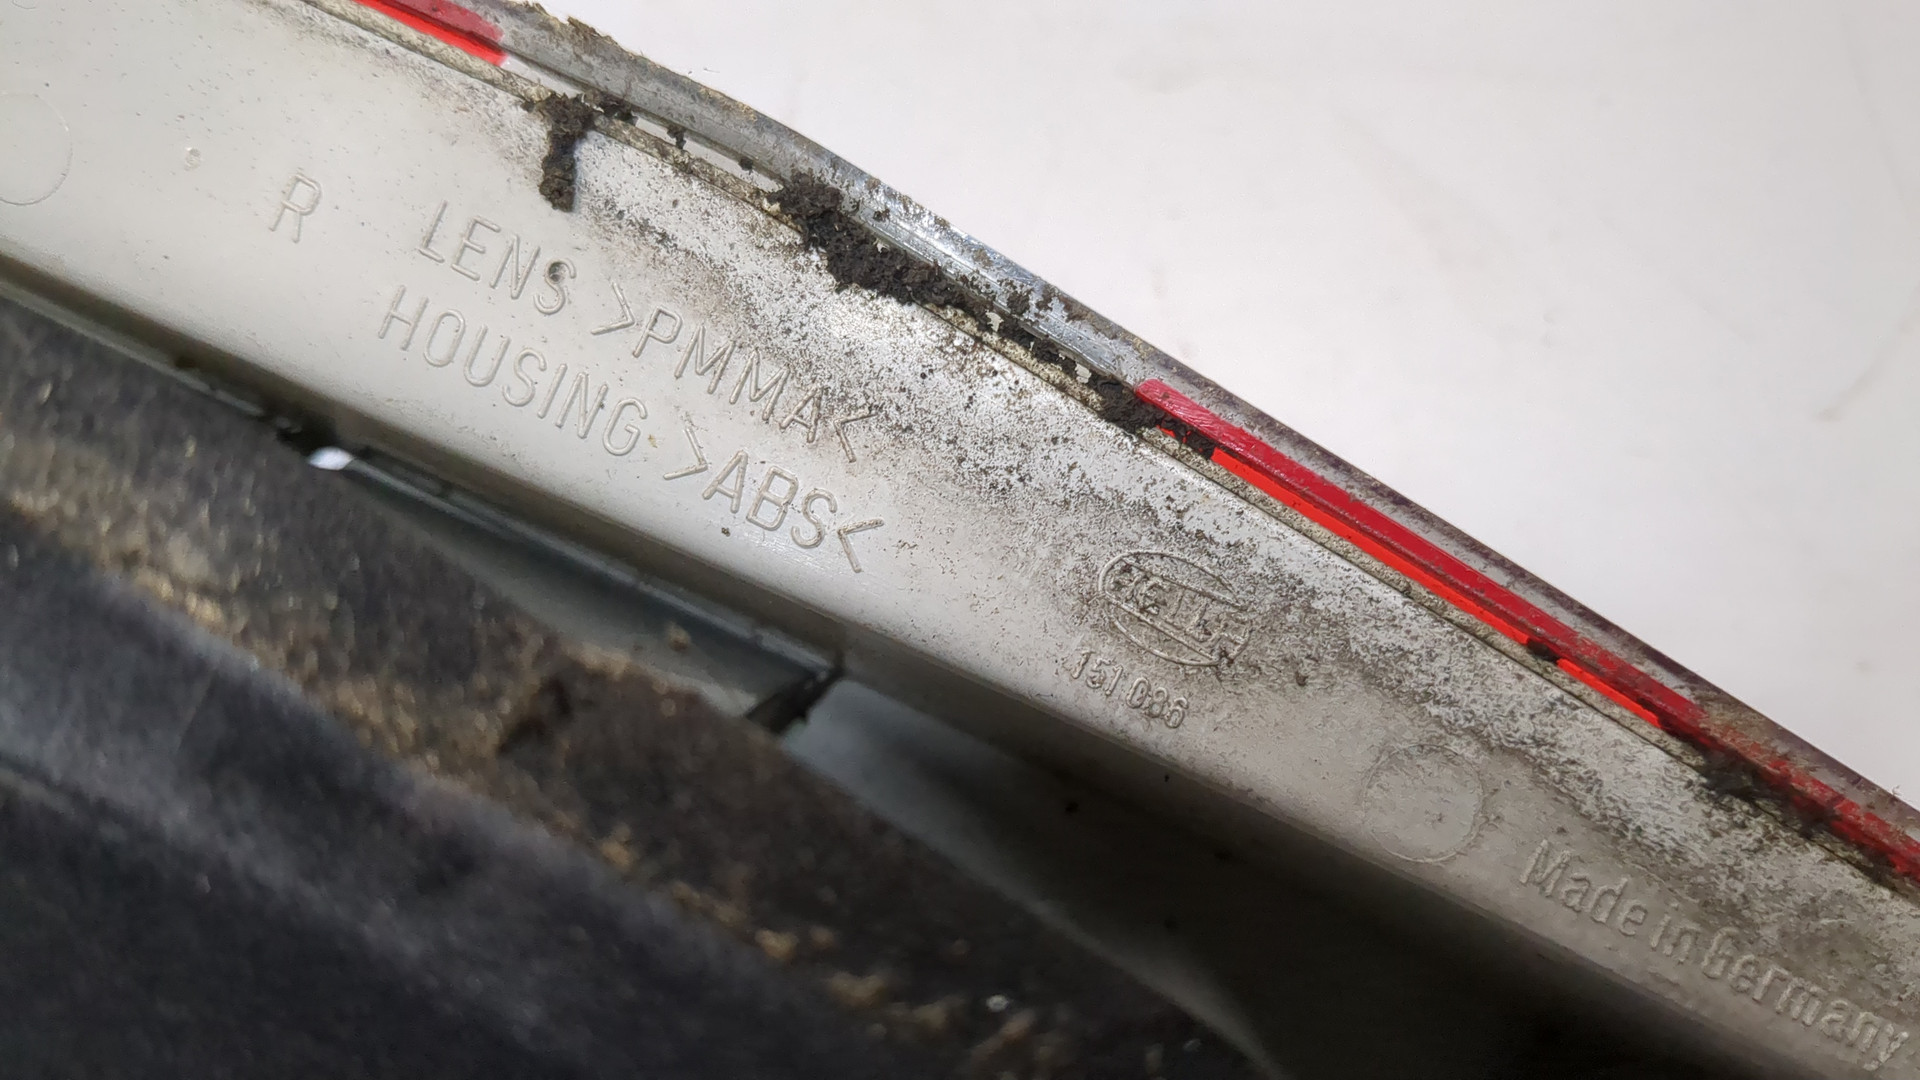 R
LENS >PMMA<
HOUSING >ABS<
HELLA
151 086
Made in Germany